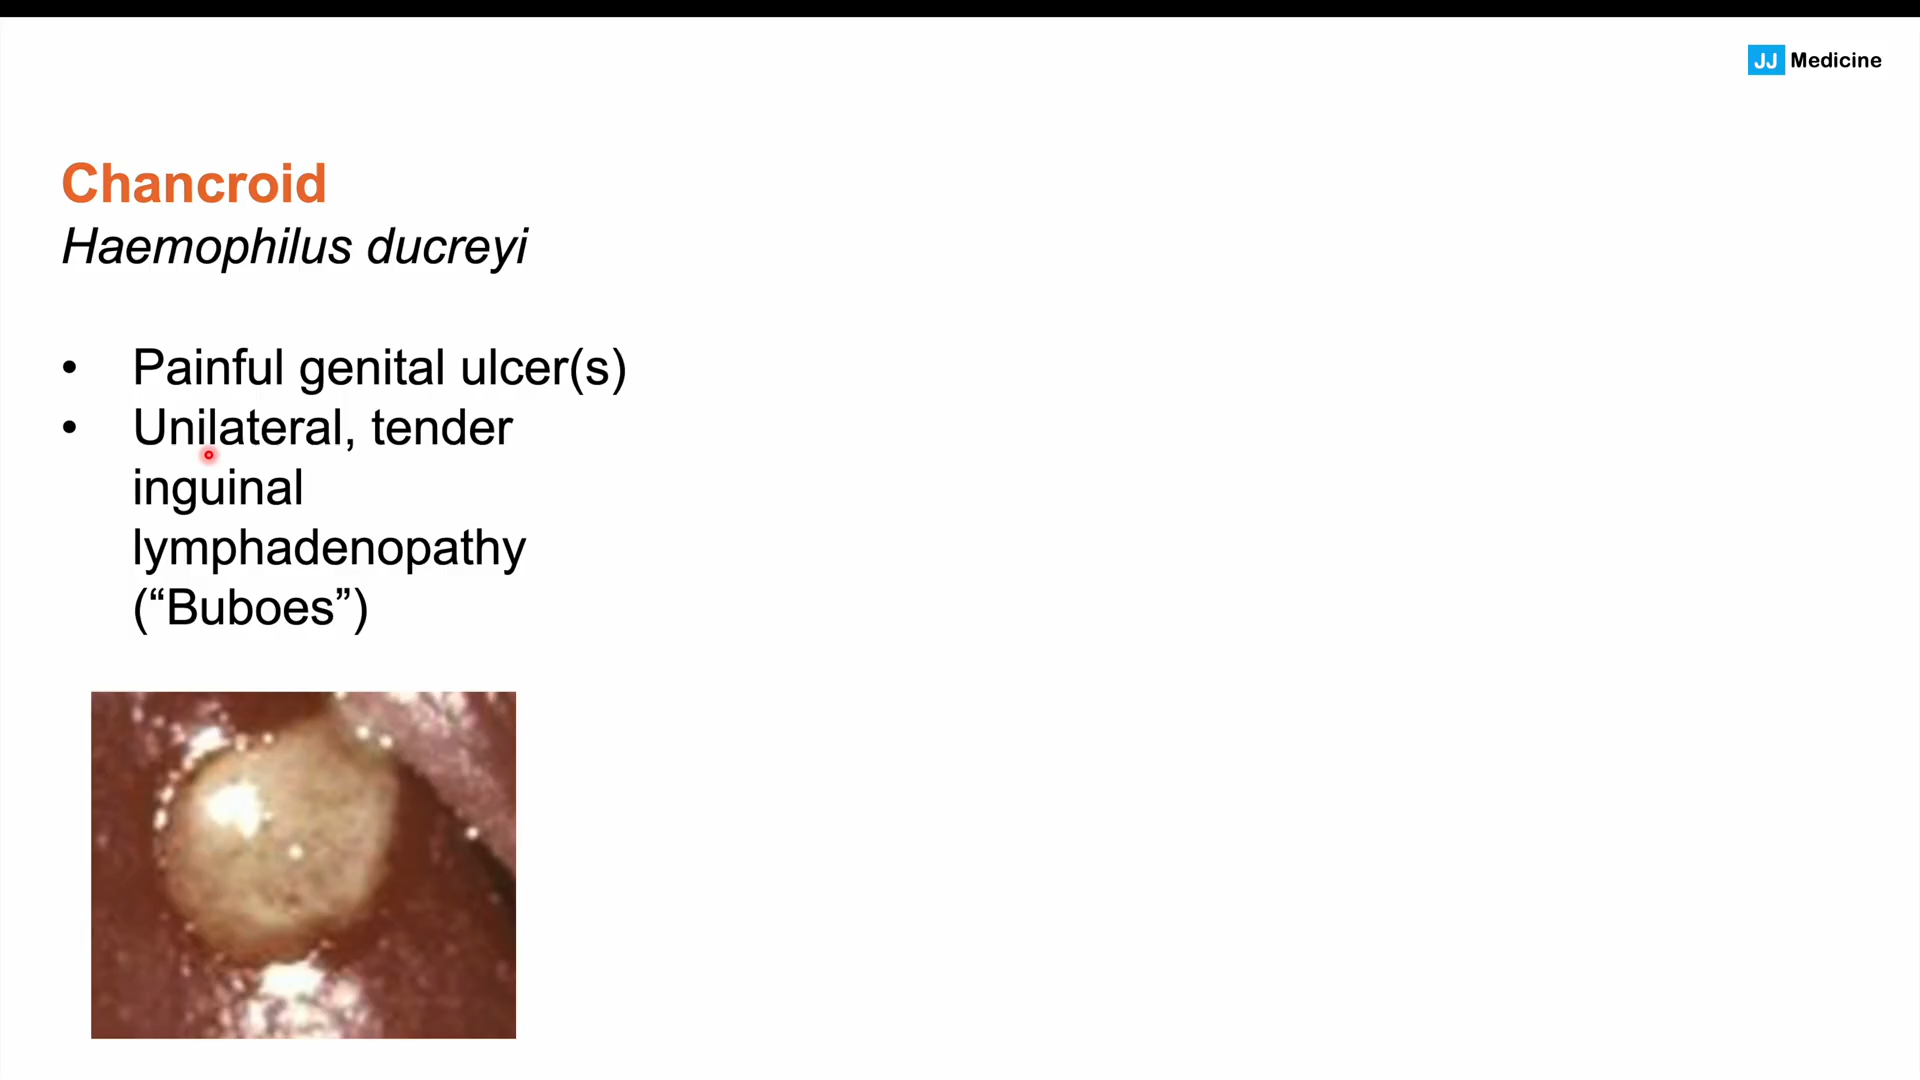 JJ Medicine
Chancroid
Haemophilus ducreyi
• Painful genital ulcer(s)
• Unilateral, tender
inguinal
lymphadenopathy
(“Buboes”)